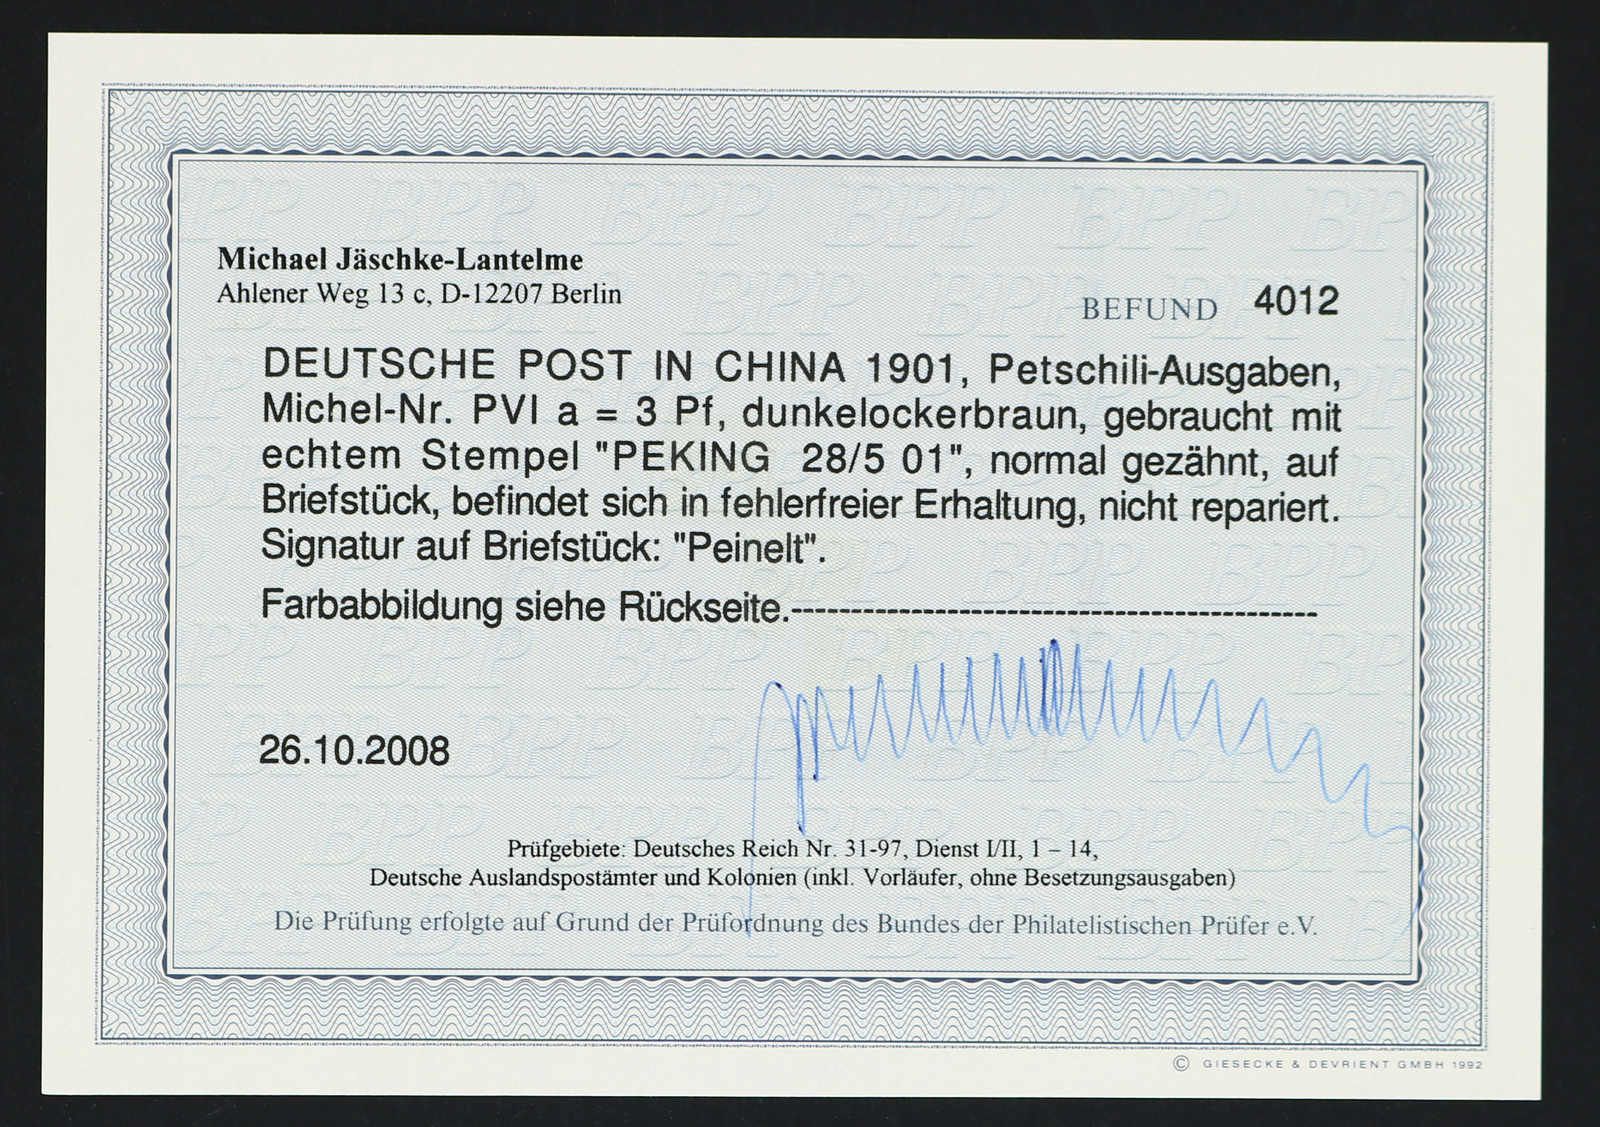 Michael Jäschke-Lantelme
Ahlener Weg 13 c, D-12207 Berlin
BEFUND 4012
DEUTSCHE POST IN CHINA 1901, Petschili-Ausgaben,
Michel-Nr. PVI a = 3 Pf, dunkelockerbraun, gebraucht mit
echtem Stempel "PEKING 28/5 01", normal gezähnt, auf
Briefstück, befindet sich in fehlerfreier Erhaltung, nicht repariert.
Signatur auf Briefstück: "Peinelt".
Farbabbildung siehe Rückseite.--------------------------------------------
26.10.2008
Prüfgebiete: Deutsches Reich Nr. 31-97, Dienst I/II, 1 – 14,
Deutsche Auslandspostämter und Kolonien (inkl. Vorläufer, ohne Besetzungsausgaben)
Die Prüfung erfolgte auf Grund der Prüfordnung des Bundes der Philatelistischen Prüfer e.V.
© GIESECKE & DEVRIENT GMBH 1992